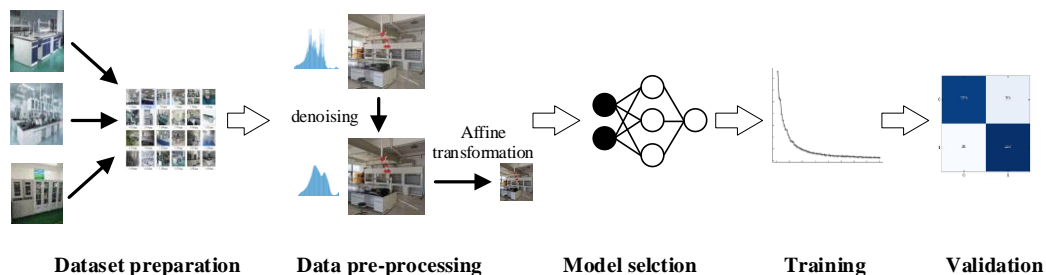 denoising
Affine
transformation
Dataset preparation
Data pre-processing
Model selction
Training
Validation